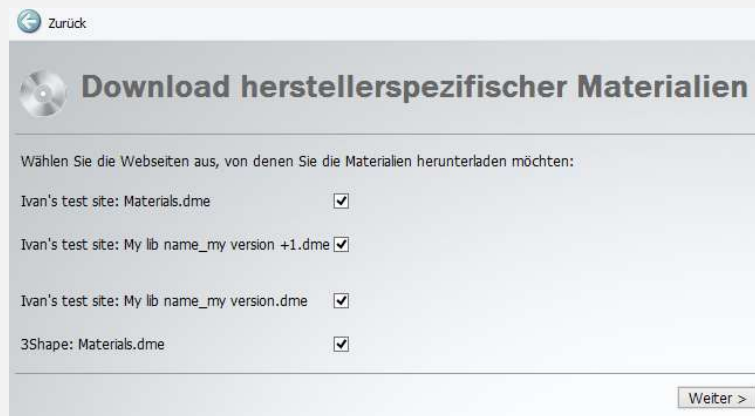 Zurück
Download herstellerspezifischer Materialien
Wählen Sie die Webseiten aus, von denen Sie die Materialien herunterladen möchten:
Ivan's test site: Materials.dme
Ivan's test site: My lib name_my version +1.dme
Ivan's test site: My lib name_my version.dme
3Shape: Materials.dme
Weiter >